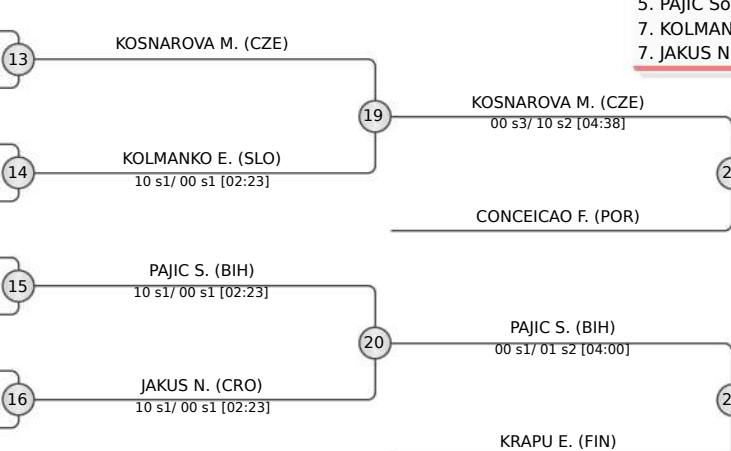 5. PAJIC So
7. KOLMAN
7. JAKUS N
KOSNAROVA M. (CZE)
13
19
KOSNAROVA M. (CZE)
00 s3/ 10 s2 [04:38]
14
KOLMANKO E. (SLO)
10 s1/ 00 s1 [02:23]
2
CONCEICAO F. (POR)
15
PAJIC S. (BIH)
10 s1/ 00 s1 [02:23]
20
PAJIC S. (BIH)
00 s1/ 01 s2 [04:00]
16
JAKUS N. (CRO)
10 s1/ 00 s1 [02:23]
2
KRAPU E. (FIN)